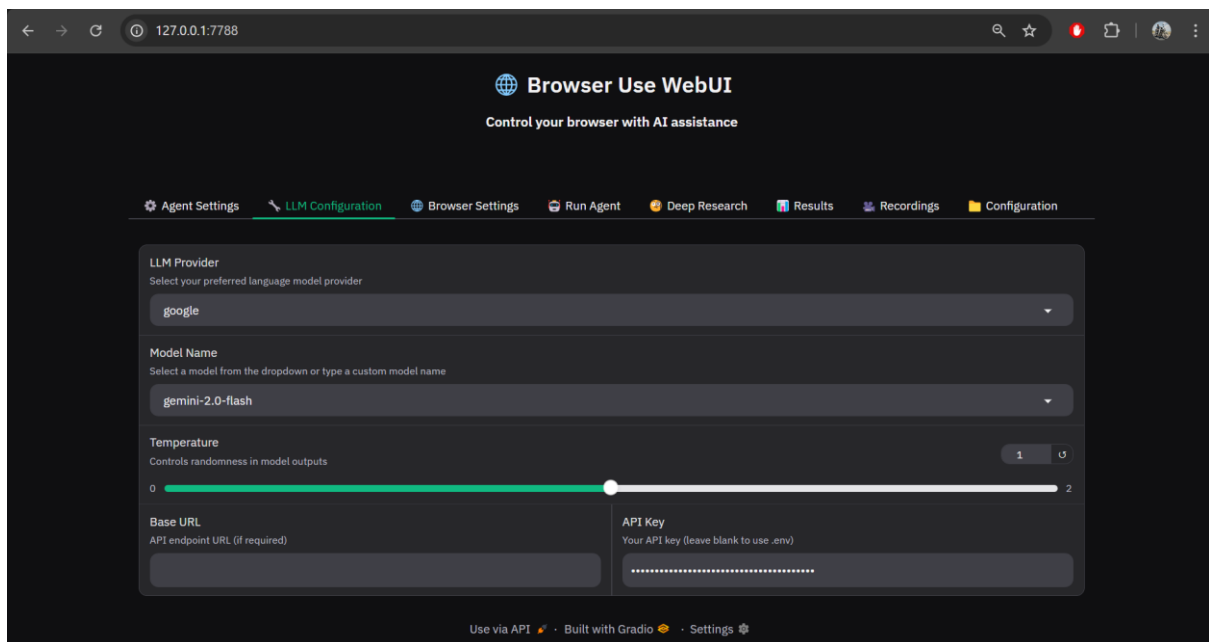 127.0.0.1:7788
Browser Use WebUI
Control your browser with AI assistance
Agent Settings LLM Configuration Browser Settings Run Agent Deep Research Results Recordings Configuration
LLM Provider
Select your preferred language model provider
google
Model Name
Select a model from the dropdown or type a custom model name
gemini-2.0-flash
Temperature
Controls randomness in model outputs
1
0 2
Base URL
API endpoint URL (if required)
API Key
Your API key (leave blank to use .env)
Use via API · Built with Gradio · Settings